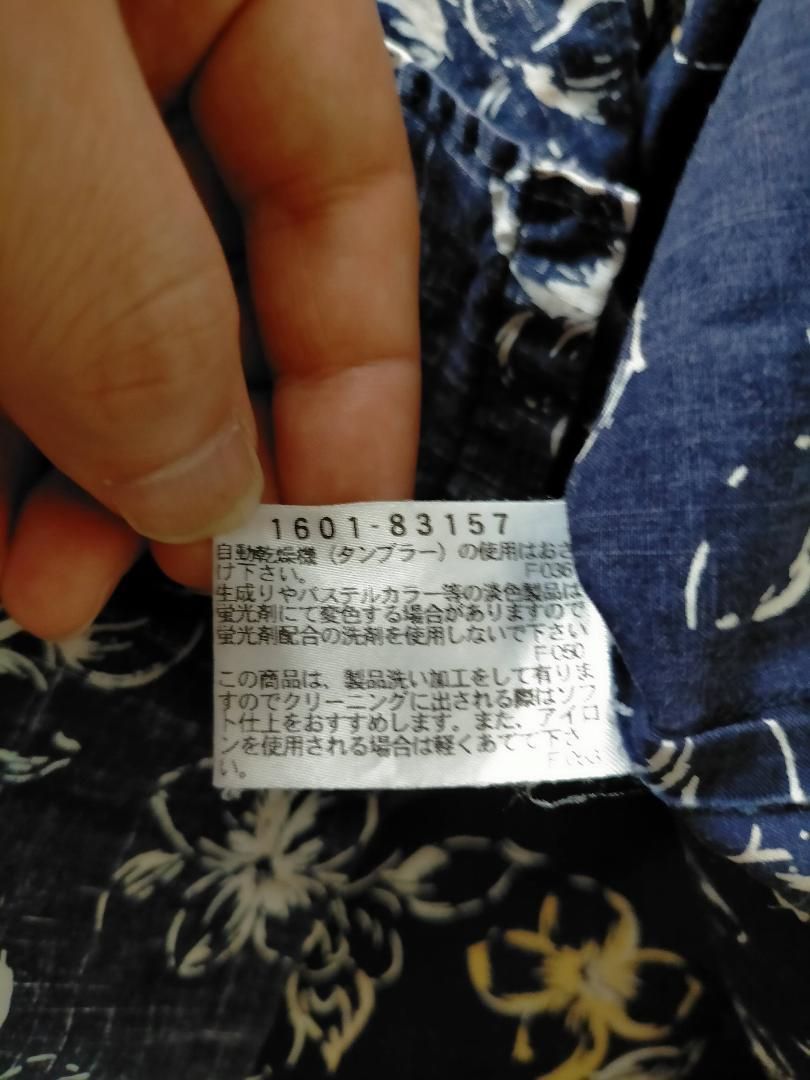 1601-83157
自動乾燥機（タンブラー）の使用はおさ
け下さい。 F036
生成りやパステルカラー等の淡色製品は
蛍光剤にて変色する場合がありますので
蛍光剤配合の洗剤を使用しないで下さい
F050
この商品は、製品洗い加工をして有りま
すのでクリーニングに出される際はソフ
ト仕上をおすすめします。また、アイロ
ンを使用される場合は軽くあてて下さ
い。